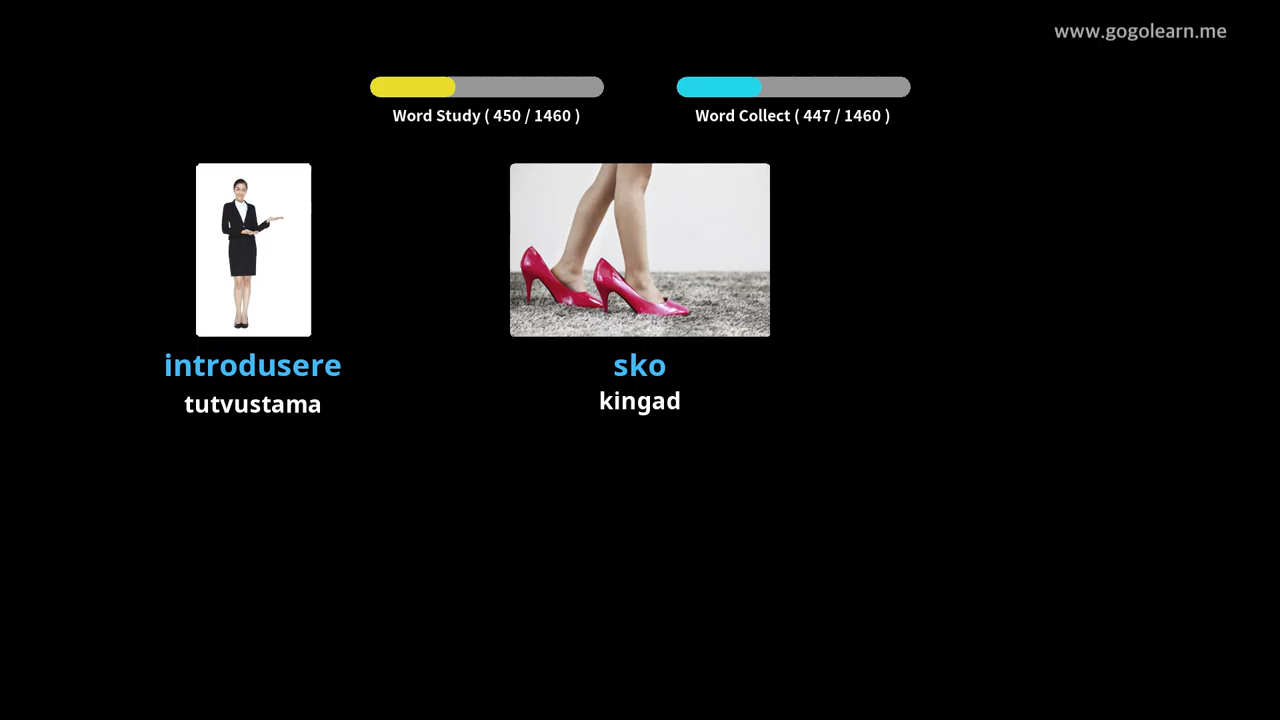 www.gogolearn.me
Word Study ( 450 / 1460 )
Word Collect ( 447 / 1460 )
introdusere
tutvustama
sko
kingad